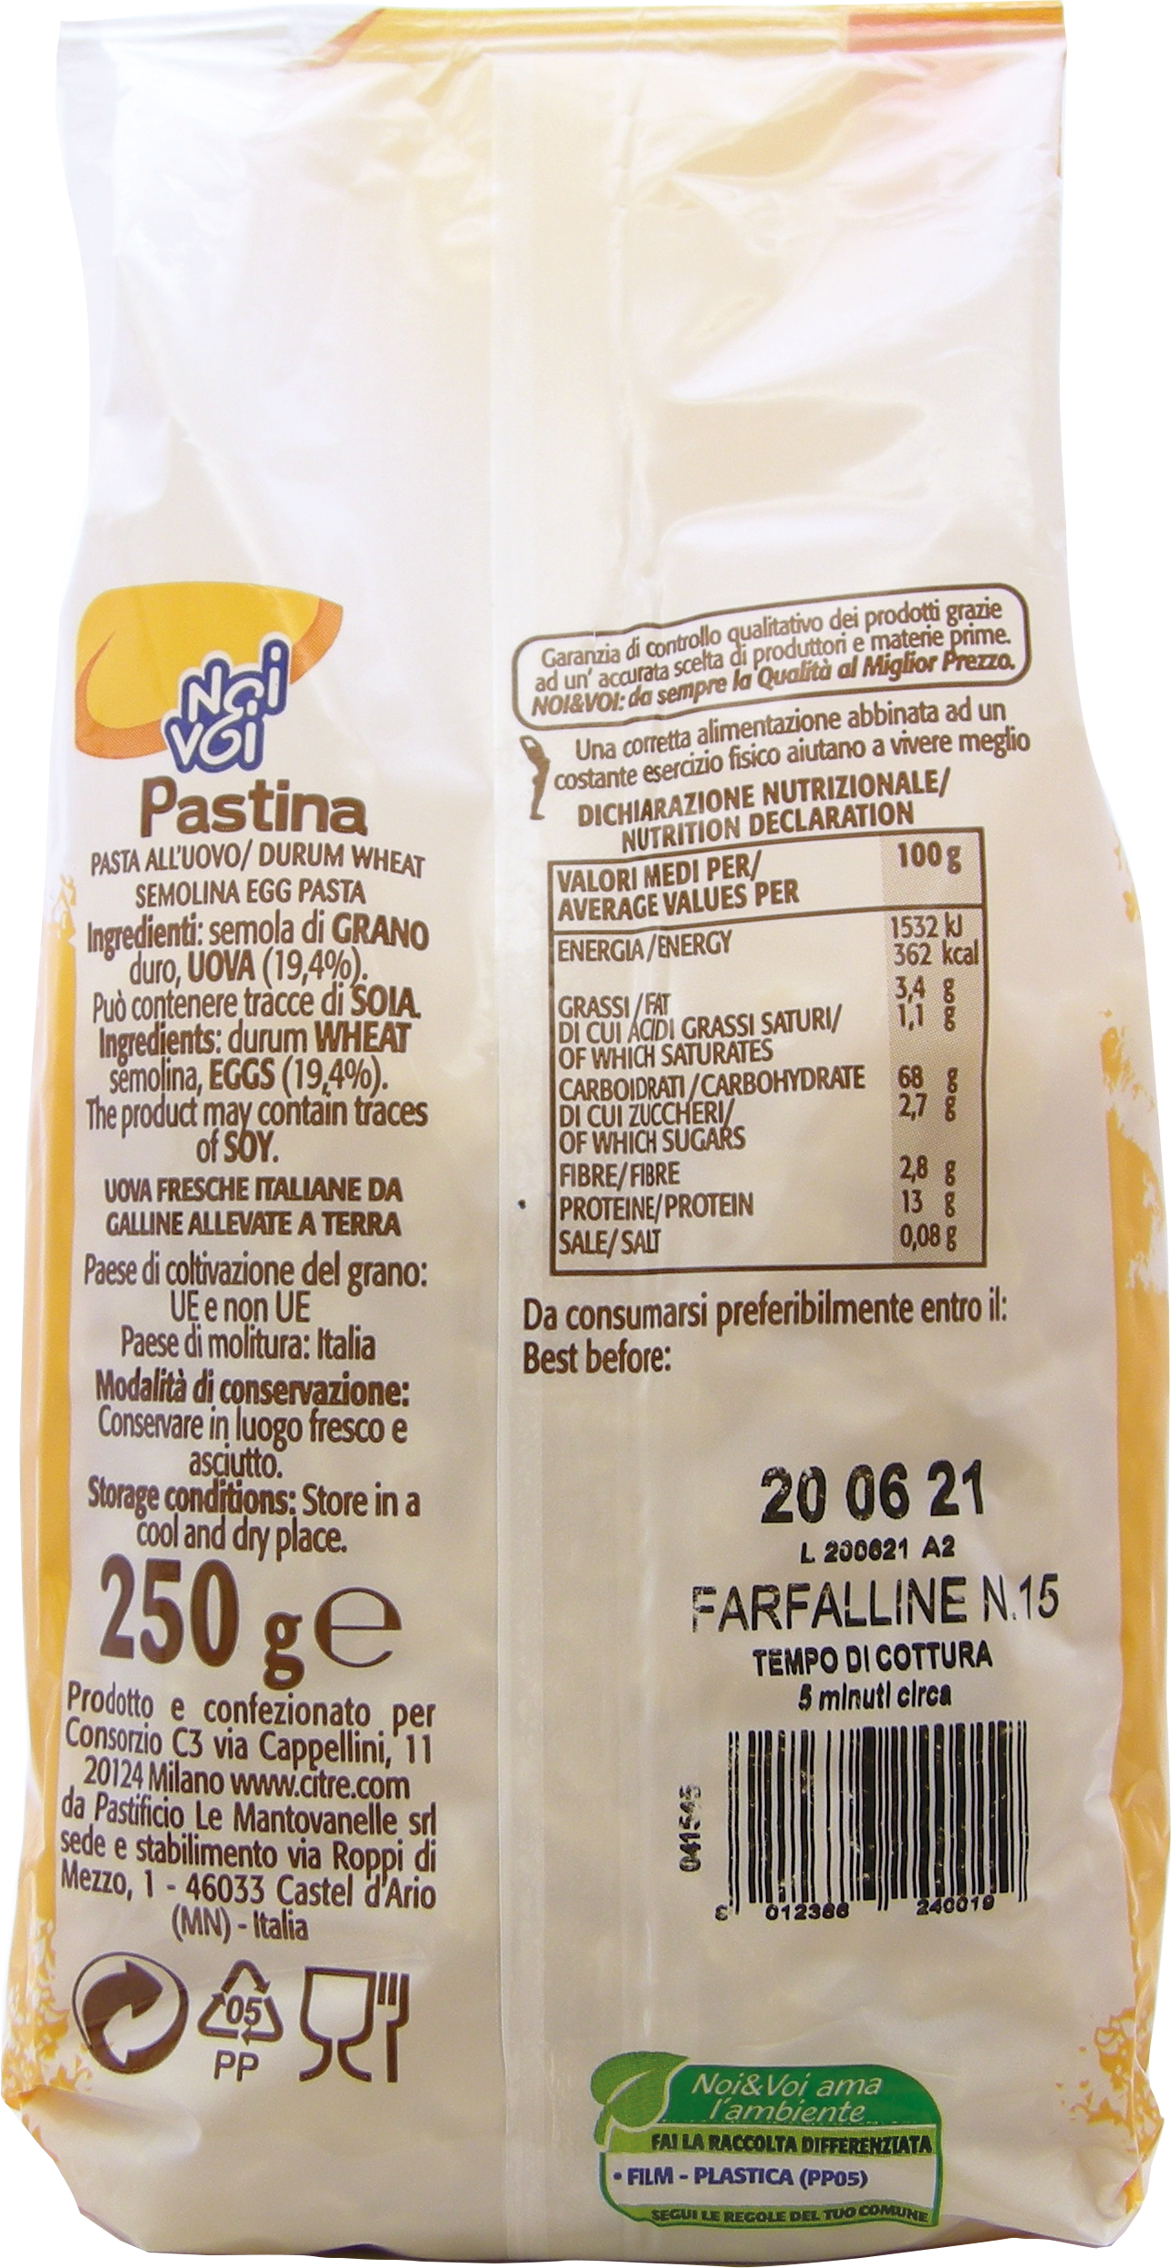 Noi
Voi
Pastina
PASTA ALL'UOVO/ DURUM WHEAT
SEMOLINA EGG PASTA
Ingredienti: semola di GRANO
duro, UOVA (19,4%).
Può contenere tracce di SOIA.
Ingredients: durum WHEAT
semolina, EGGS (19,4%).
The product may contain traces
of SOY.
UOVA FRESCHE ITALIANE DA
GALLINE ALLEVATE A TERRA
Paese di coltivazione del grano:
UE e non UE
Paese di molitura: Italia
Modalità di conservazione:
Conservare in luogo fresco e
asciutto.
Storage conditions: Store in a
cool and dry place.
250 g e
Prodotto e confezionato per
Consorzio C3 via Cappellini, 11
20124 Milano www.citre.com
da Pastificio Le Mantovanelle srl
sede e stabilimento via Roppi di
Mezzo, 1 - 46033 Castel d'Ario
(MN) - Italia
05
PP
Garanzia di controllo qualitativo dei prodotti grazie
ad un' accurata scelta di produttori e materie prime.
NOI&VOI: da sempre la Qualità al Miglior Prezzo.
Una corretta alimentazione abbinata ad un
costante esercizio fisico aiutano a vivere meglio
DICHIARAZIONE NUTRIZIONALE/
NUTRITION DECLARATION
VALORI MEDI PER/ 100 g
AVERAGE VALUES PER
ENERGIA/ENERGY 1532 kJ
362 kcal
GRASSI/FAT 3,4 g
DI CUI ACIDI GRASSI SATURI/ 1,1 g
OF WHICH SATURATES
CARBOIDRATI/CARBOHYDRATE 68 g
DI CUI ZUCCHERI/ 2,7 g
OF WHICH SUGARS
FIBRE/FIBRE 2,8 g
PROTEINE/PROTEIN 13 g
SALE/SALT 0,08 g
Da consumarsi preferibilmente entro il:
Best before:
20 06 21
L 200621 A2
FARFALLINE N.15
TEMPO DI COTTURA
5 minuti circa
041545
8 012386 240019
Noi&Voi ama
l'ambiente
FAI LA RACCOLTA DIFFERENZIATA
• FILM - PLASTICA (PP05)
SEGUI LE REGOLE DEL TUO COMUNE